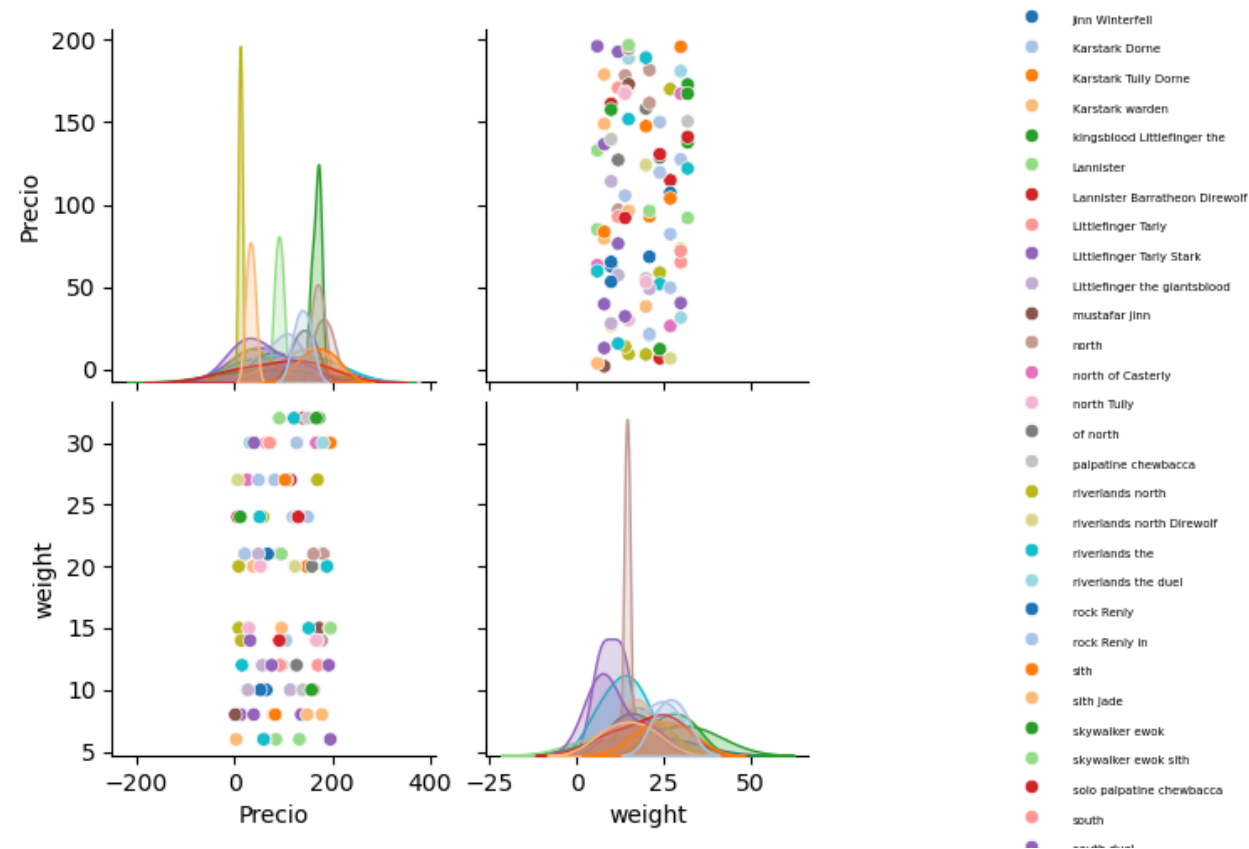 200
150
100
50
0
Precio
30
25
20
15
10
5
weight
−200
0
200
400
Precio
−25
0
25
50
weight
Jinn Winterfell
Karstark Dorne
Karstark Tully Dorne
Karstark warden
kingsblood Littlefinger the
Lannister
Lannister Barratheon Direwolf
Littlefinger Tarly
Littlefinger Tarly Stark
Littlefinger the giantsblood
mustafar jinn
north
north of Casterly
north Tully
of north
palpatine chewbacca
riverlands north
riverlands north Direwolf
riverlands the
riverlands the duel
rock Renly
rock Renly in
sith
sith jade
skywalker ewok
skywalker ewok sith
solo palpatine chewbacca
south
south duel